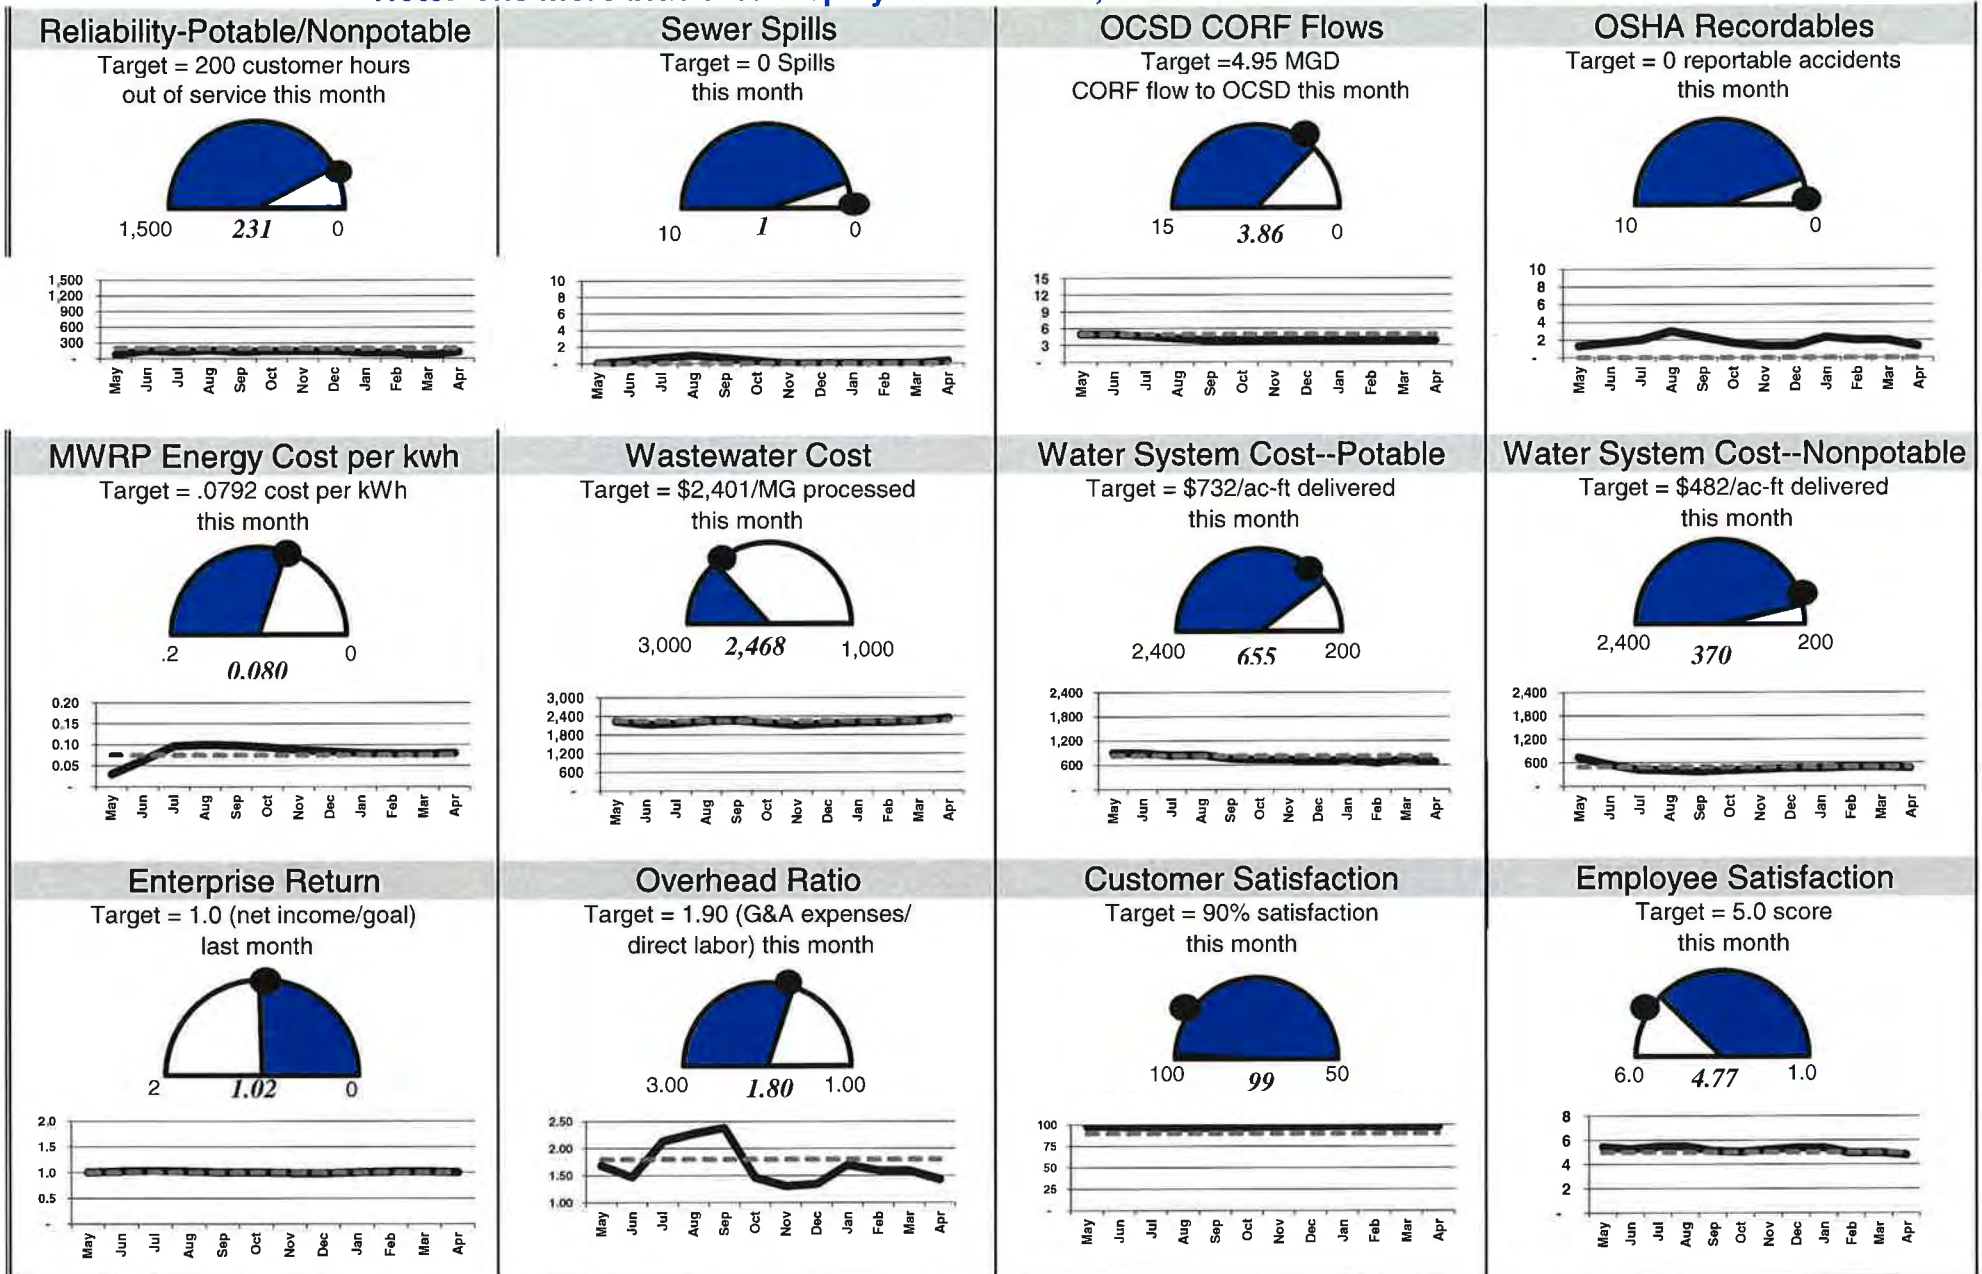 Reliability-Potable/Nonpotable
Target = 200 customer hours
out of service this month
1,500 231 0
1,500
1,200
900
600
300
-
May Jun Jul Aug Sep Oct Nov Dec Jan Feb Mar Apr
Sewer Spills
Target = 0 Spills
this month
10 1 0
10
8
6
4
2
-
May Jun Jul Aug Sep Oct Nov Dec Jan Feb Mar Apr
OCSD CORF Flows
Target =4.95 MGD
CORF flow to OCSD this month
15 3.86 0
15
12
9
6
3
-
May Jun Jul Aug Sep Oct Nov Dec Jan Feb Mar Apr
OSHA Recordables
Target = 0 reportable accidents
this month
10 0
10
8
6
4
2
-
May Jun Jul Aug Sep Oct Nov Dec Jan Feb Mar Apr
MWRP Energy Cost per kwh
Target = .0792 cost per kWh
this month
.2 0.080 0
0.20
0.15
0.10
0.05
-
May Jun Jul Aug Sep Oct Nov Dec Jan Feb Mar Apr
Wastewater Cost
Target = $2,401/MG processed
this month
3,000 2,468 1,000
3,000
2,400
1,800
1,200
600
-
May Jun Jul Aug Sep Oct Nov Dec Jan Feb Mar Apr
Water System Cost--Potable
Target = $732/ac-ft delivered
this month
2,400 655 200
2,400
1,800
1,200
600
-
May Jun Jul Aug Sep Oct Nov Dec Jan Feb Mar Apr
Water System Cost--Nonpotable
Target = $482/ac-ft delivered
this month
2,400 370 200
2,400
1,800
1,200
600
-
May Jun Jul Aug Sep Oct Nov Dec Jan Feb Mar Apr
Enterprise Return
Target = 1.0 (net income/goal)
last month
2 1.02 0
2.0
1.5
1.0
0.5
-
May Jun Jul Aug Sep Oct Nov Dec Jan Feb Mar Apr
Overhead Ratio
Target = 1.90 (G&A expenses/
direct labor) this month
3.00 1.80 1.00
2.50
2.00
1.50
1.00
May Jun Jul Aug Sep Oct Nov Dec Jan Feb Mar Apr
Customer Satisfaction
Target = 90% satisfaction
this month
100 99 50
100
75
50
25
-
May Jun Jul Aug Sep Oct Nov Dec Jan Feb Mar Apr
Employee Satisfaction
Target = 5.0 score
this month
6.0 4.77 1.0
8
6
4
2
-
May Jun Jul Aug Sep Oct Nov Dec Jan Feb Mar Apr